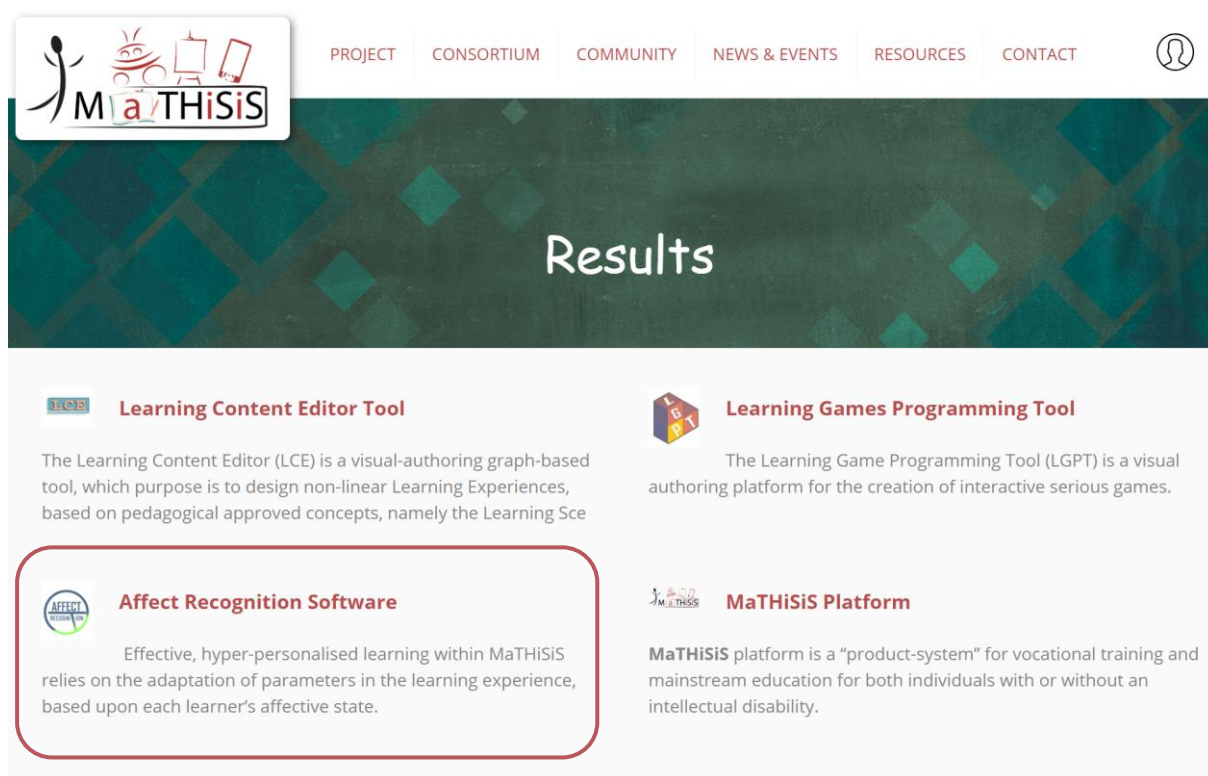 MaTHiSiS
PROJECT
CONSORTIUM
COMMUNITY
NEWS & EVENTS
RESOURCES
CONTACT
Results
LCE
Learning Content Editor Tool
The Learning Content Editor (LCE) is a visual-authoring graph-based
tool, which purpose is to design non-linear Learning Experiences,
based on pedagogical approved concepts, namely the Learning Sce
LGPT
Learning Games Programming Tool
The Learning Game Programming Tool (LGPT) is a visual
authoring platform for the creation of interactive serious games.
AFFECT
RECOGNITION
Affect Recognition Software
Effective, hyper-personalised learning within MaTHiSiS
relies on the adaptation of parameters in the learning experience,
based upon each learner's affective state.
MaTHiSiS
MaTHiSiS Platform
MaTHiSiS platform is a “product-system” for vocational training and
mainstream education for both individuals with or without an
intellectual disability.